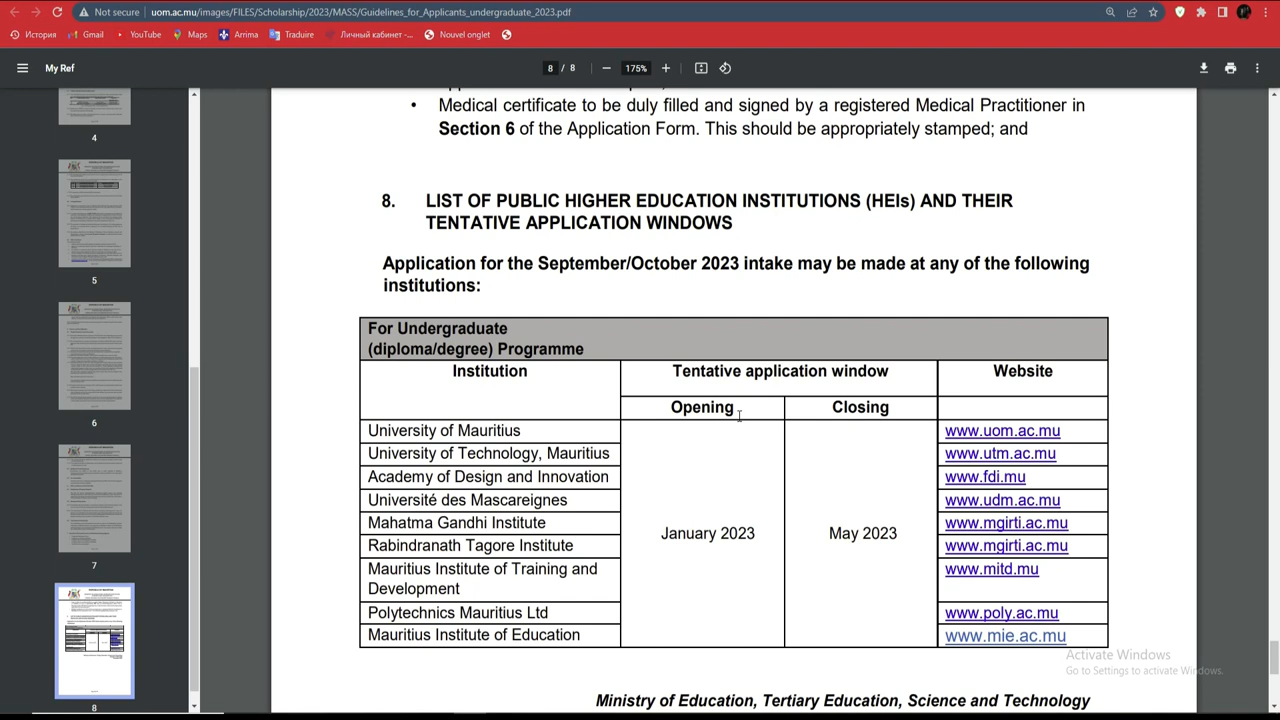 Not secure
uom.ac.mu/images/FILES/Scholarship/2023/MASS/Guidelines_for_Applicants_undergraduate_2023.pdf
История
Gmail
YouTube
Maps
Arrima
Traduire
Личный кабинет -...
Nouvel onglet
My Ref
8 / 8
175%
4
5
6
7
8
• Medical certificate to be duly filled and signed by a registered Medical Practitioner in
Section 6 of the Application Form. This should be appropriately stamped; and
8. LIST OF PUBLIC HIGHER EDUCATION INSTITUTIONS (HEIs) AND THEIR
TENTATIVE APPLICATION WINDOWS
Application for the September/October 2023 intake may be made at any of the following
institutions:
For Undergraduate
(diploma/degree) Programme
Institution
Tentative application window
Website
Opening
Closing
University of Mauritius
www.uom.ac.mu
University of Technology, Mauritius
www.utm.ac.mu
Academy of Design and Innovation
www.fdi.mu
Université des Mascareignes
www.udm.ac.mu
Mahatma Gandhi Institute
www.mgirti.ac.mu
January 2023
May 2023
Rabindranath Tagore Institute
www.mgirti.ac.mu
Mauritius Institute of Training and
Development
www.mitd.mu
Polytechnics Mauritius Ltd
www.poly.ac.mu
Mauritius Institute of Education
www.mie.ac.mu
Activate Windows
Go to Settings to activate Windows.
Ministry of Education, Tertiary Education, Science and Technology